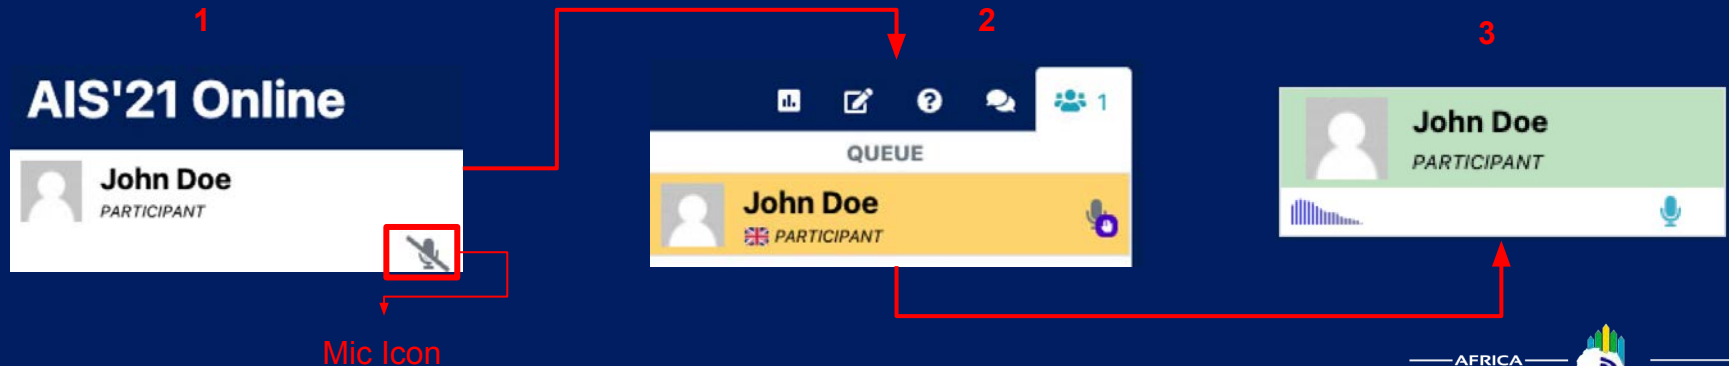 1
AIS'21 Online
John Doe
PARTICIPANT
Mic Icon
2
1
QUEUE
John Doe
PARTICIPANT
3
John Doe
PARTICIPANT
AFRICA